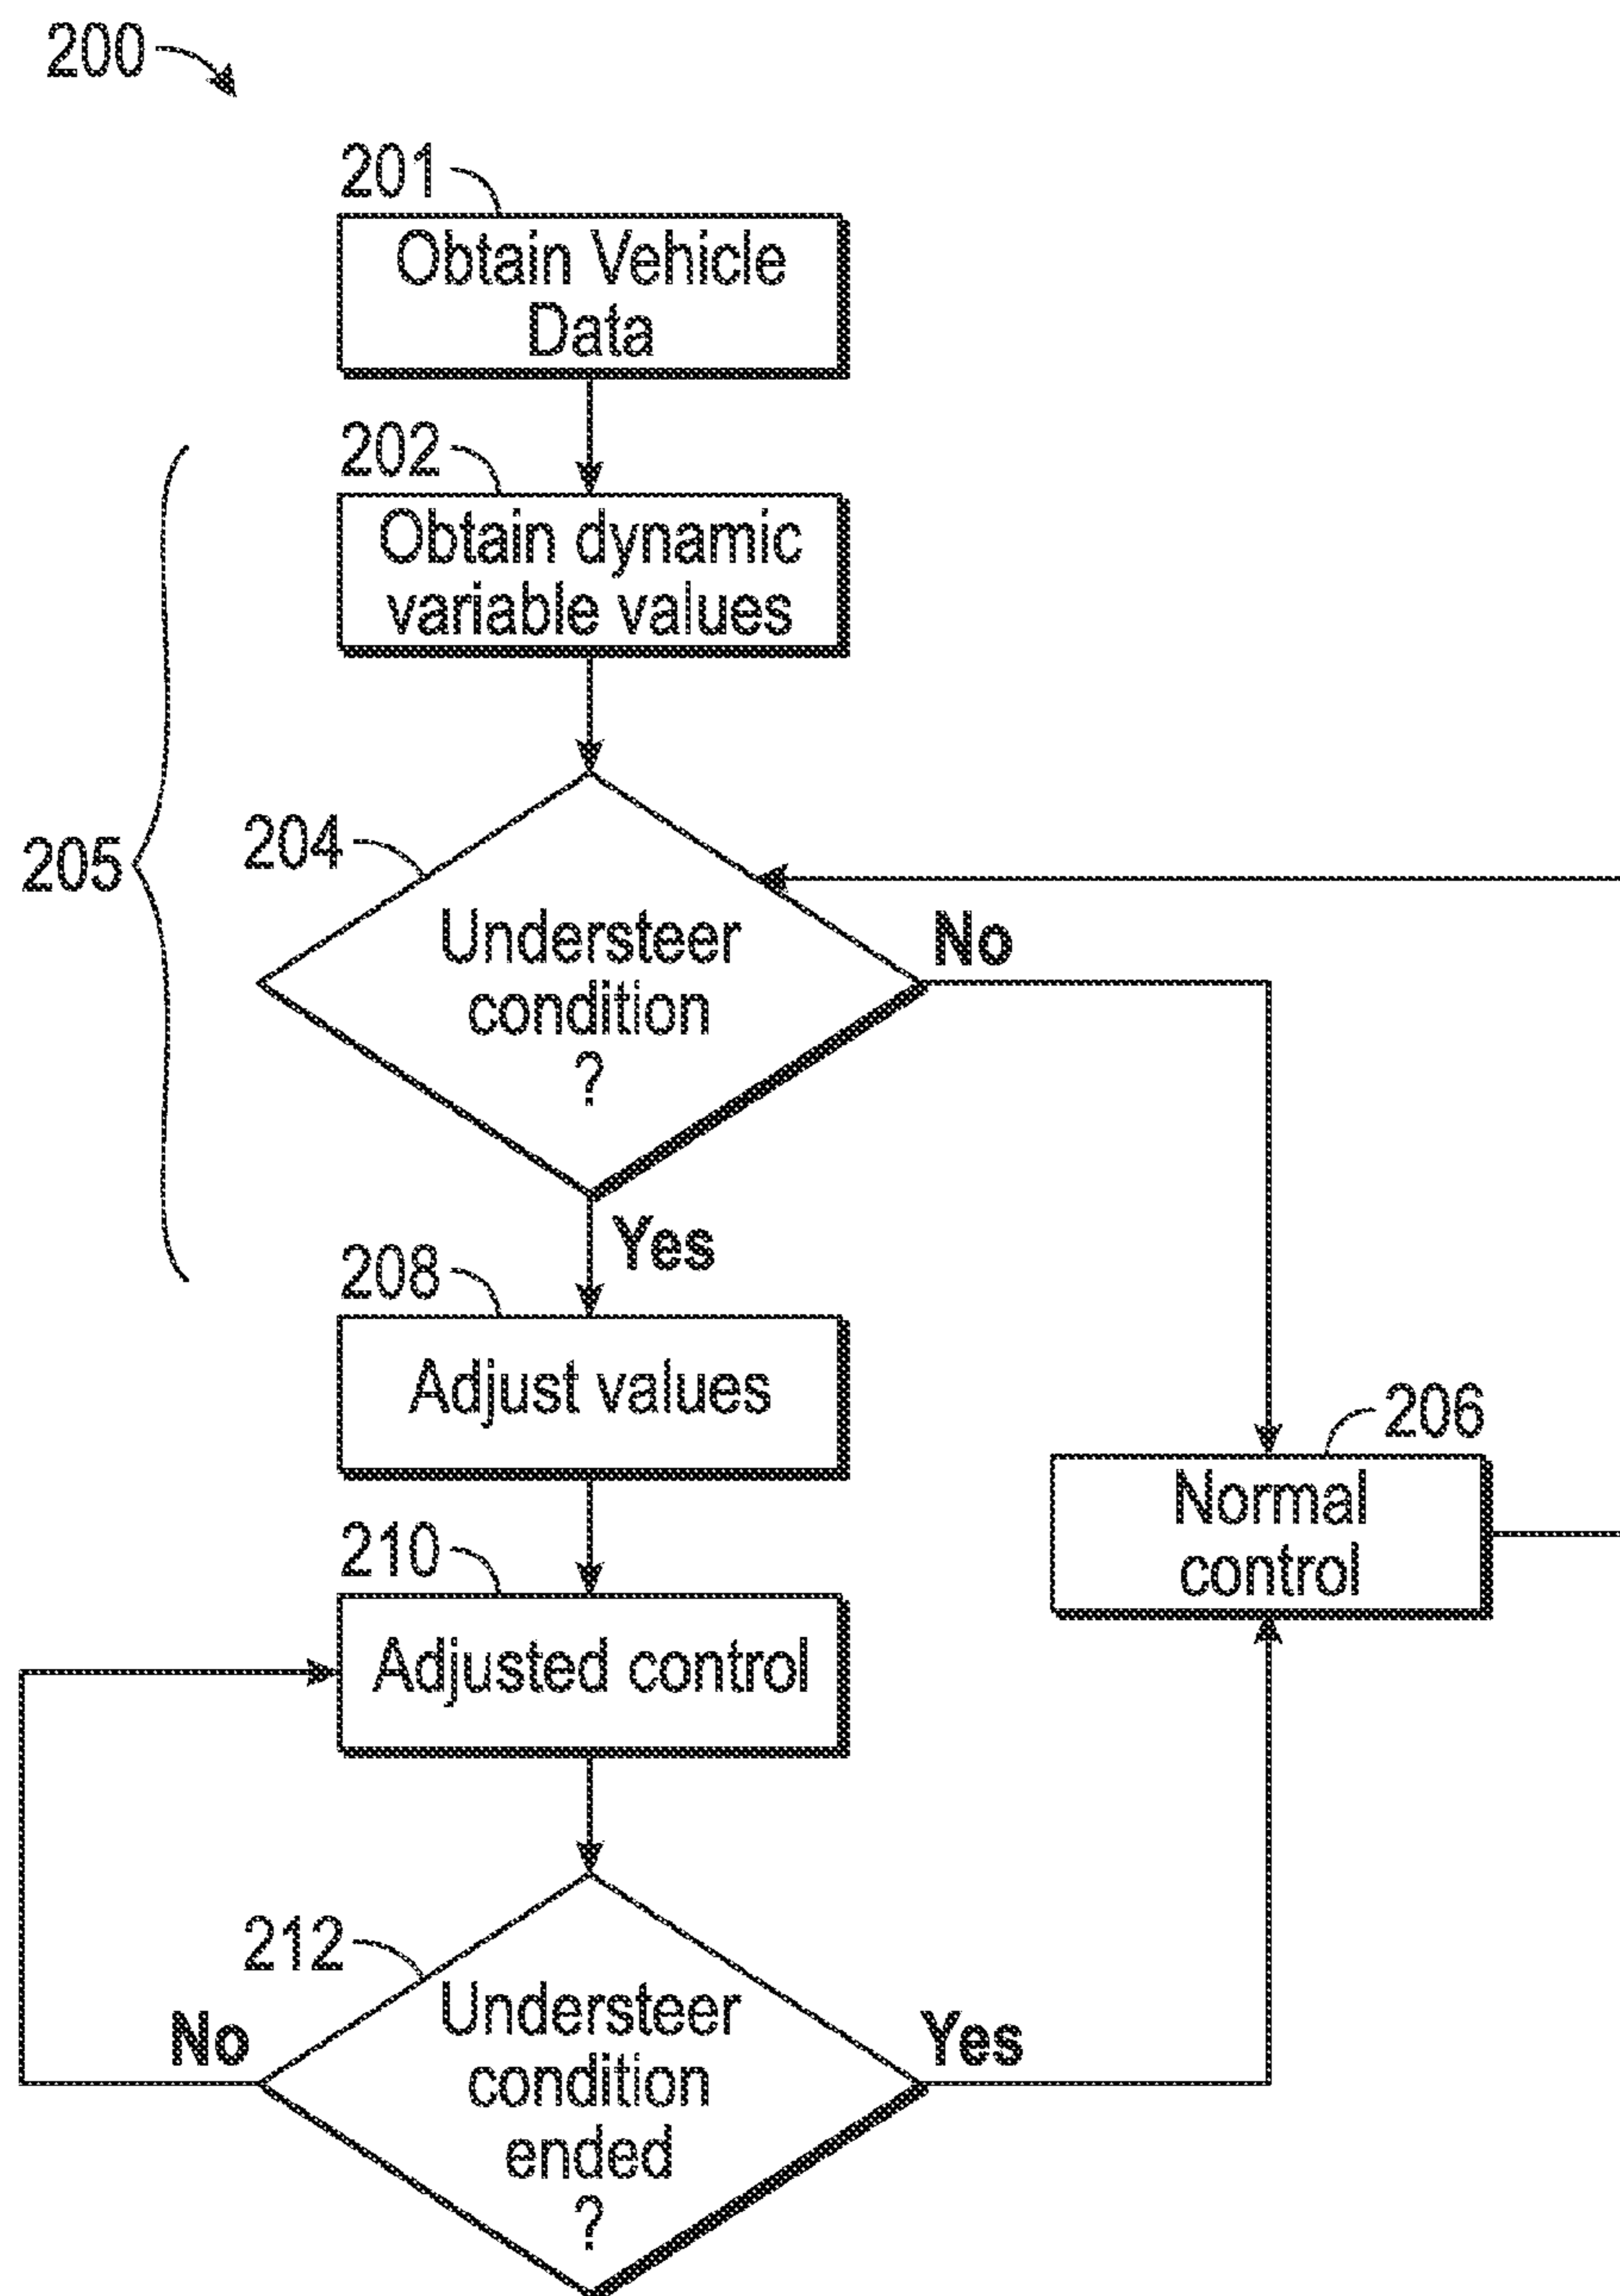 200
201
Obtain Vehicle
Data
202
Obtain dynamic
variable values
205
204
Understeer
condition
?
No
Yes
208
Adjust values
206
Normal
control
210
Adjusted control
212
Understeer
condition
ended
?
No
Yes